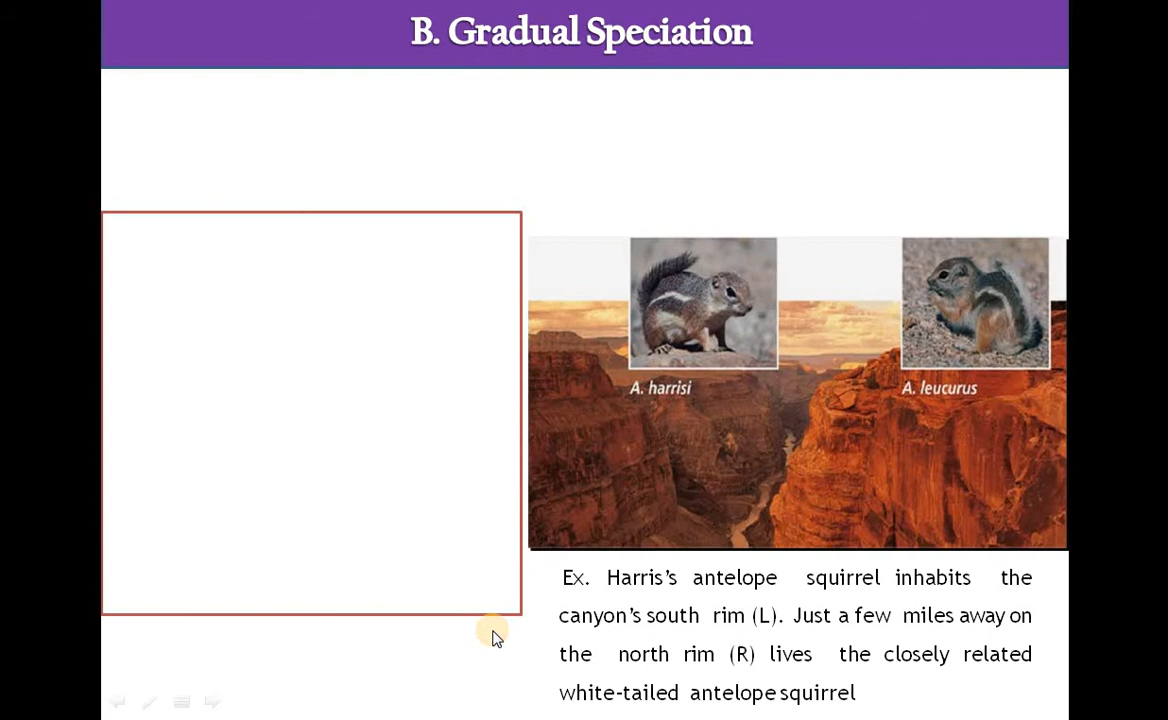 B. Gradual Speciation
A. harrisi
A. leucurus
Ex. Harris's antelope squirrel inhabits the
canyon's south rim (L). Just a few miles away on
the north rim (R) lives the closely related
white-tailed antelope squirrel